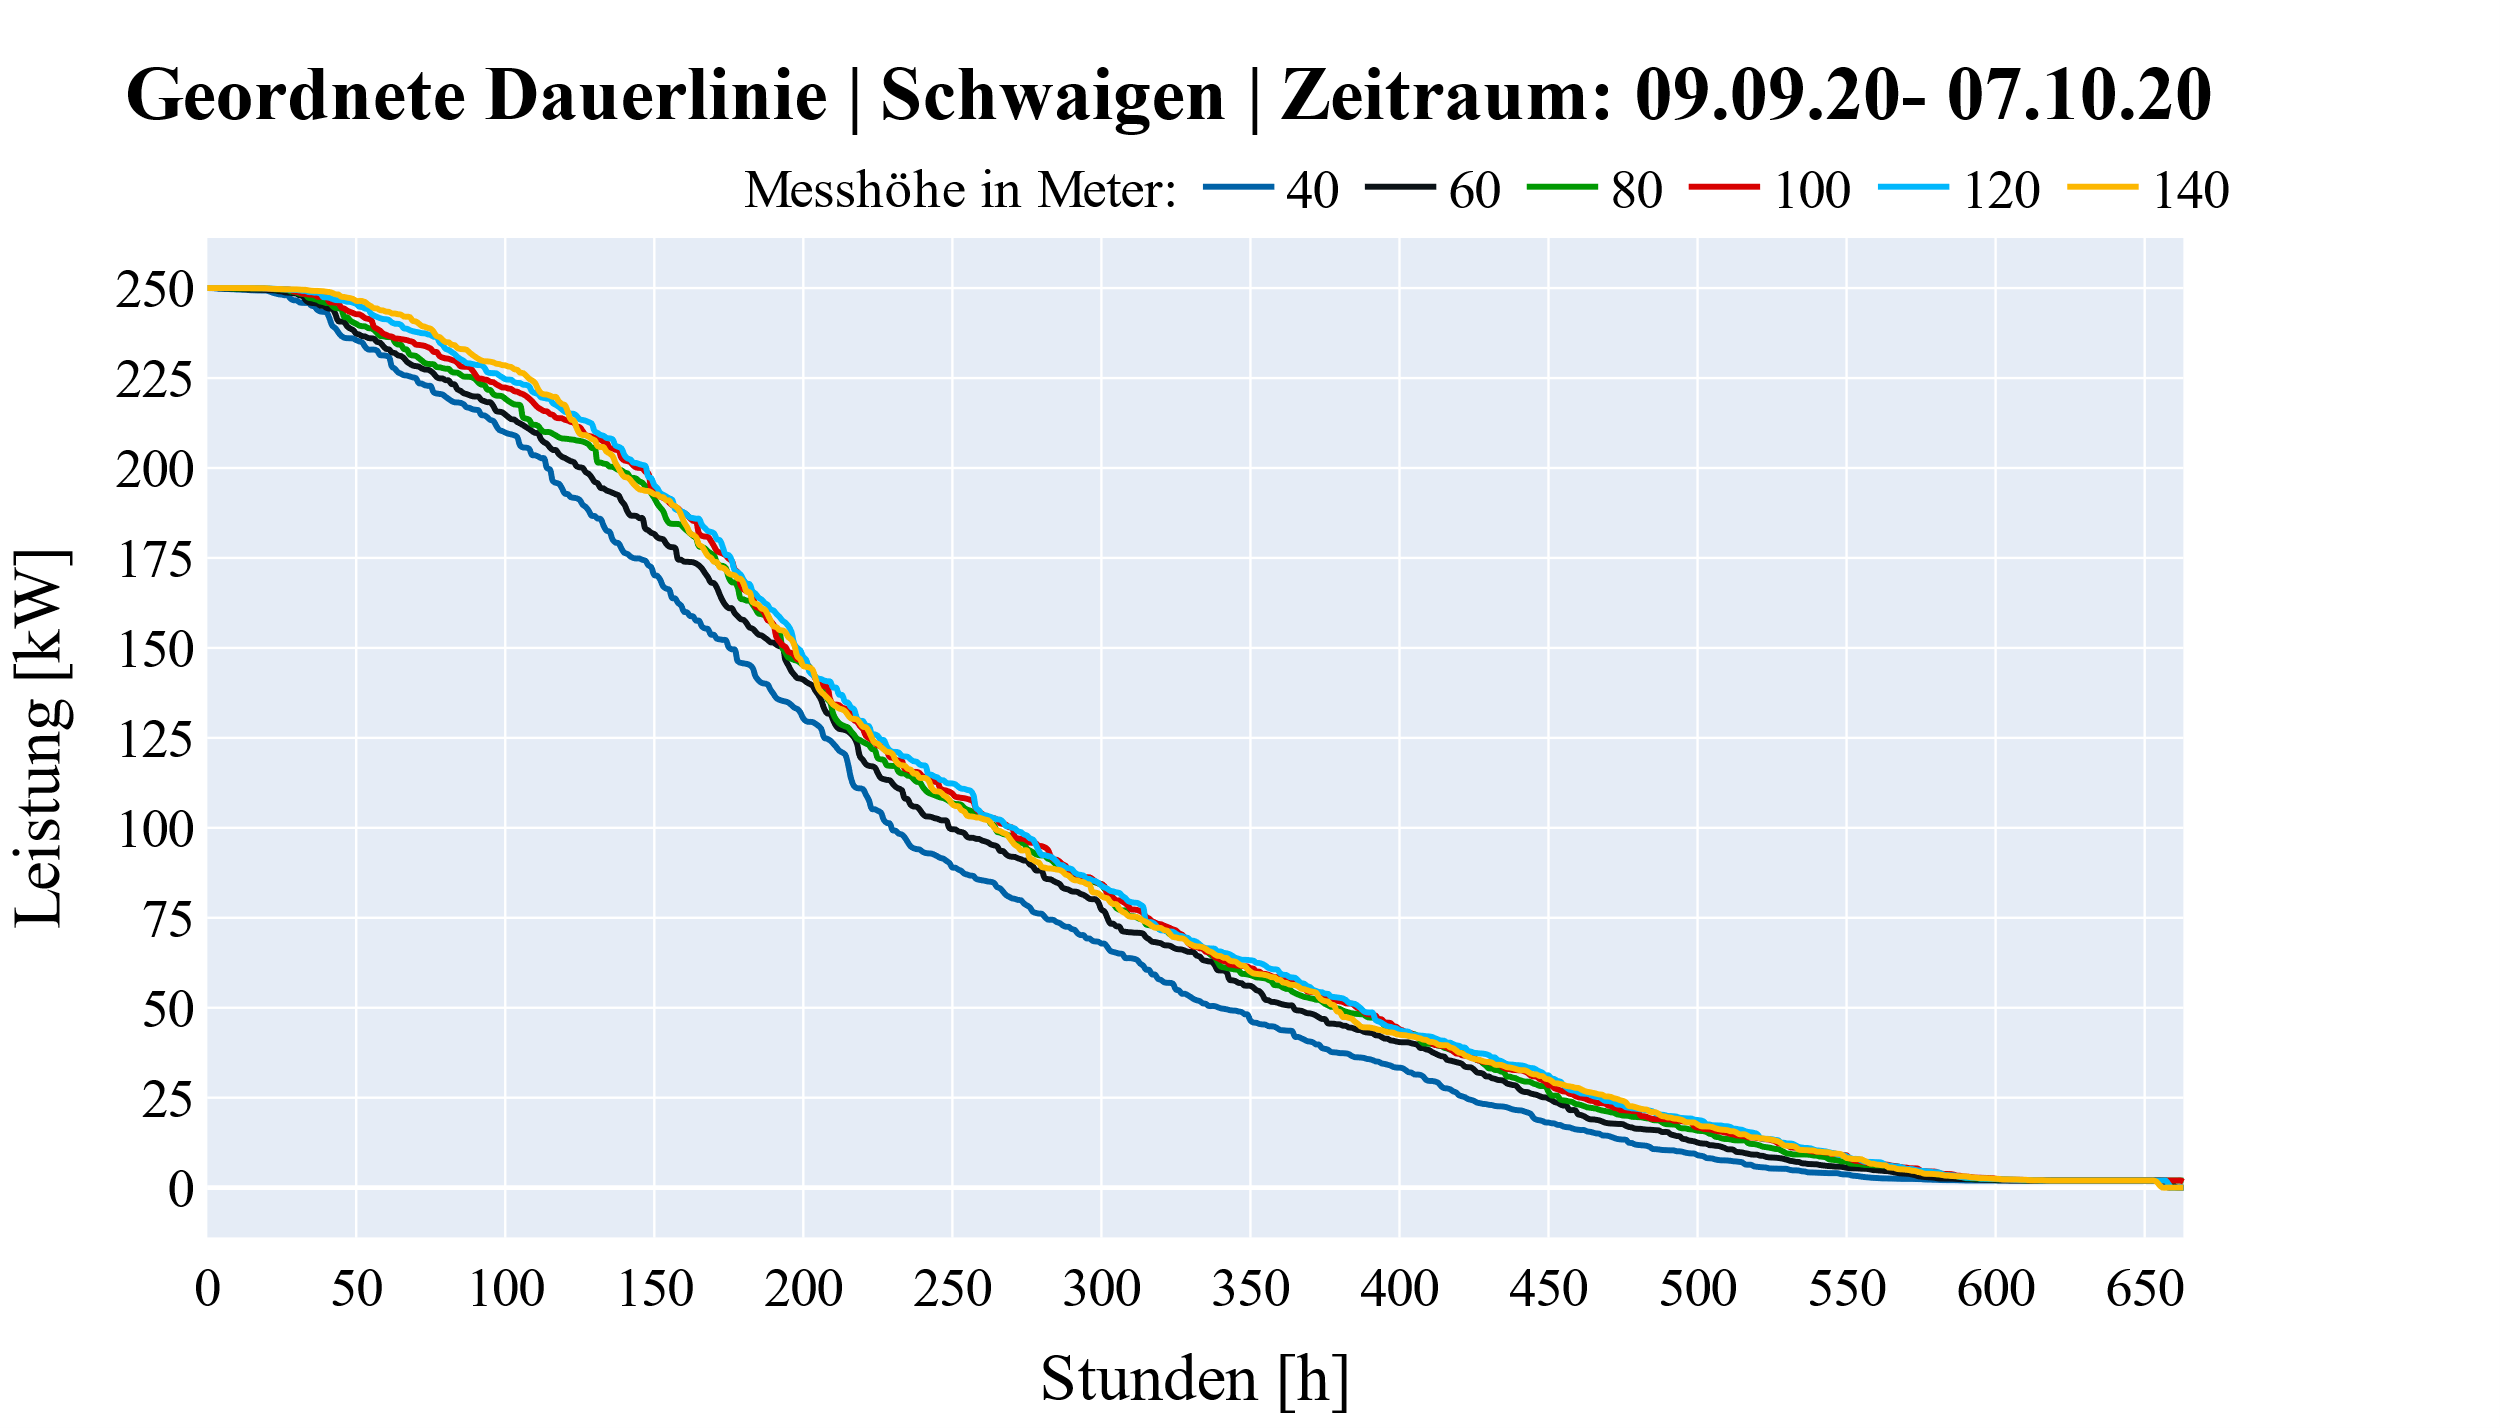 Geordnete Dauerlinie | Schwaigen | Zeitraum: 09.09.20- 07.10.20
Messhöhe in Meter: 40 60 80 100 120 140
Leistung [kW]
250
225
200
175
150
125
100
75
50
25
0
0 50 100 150 200 250 300 350 400 450 500 550 600 650
Stunden [h]